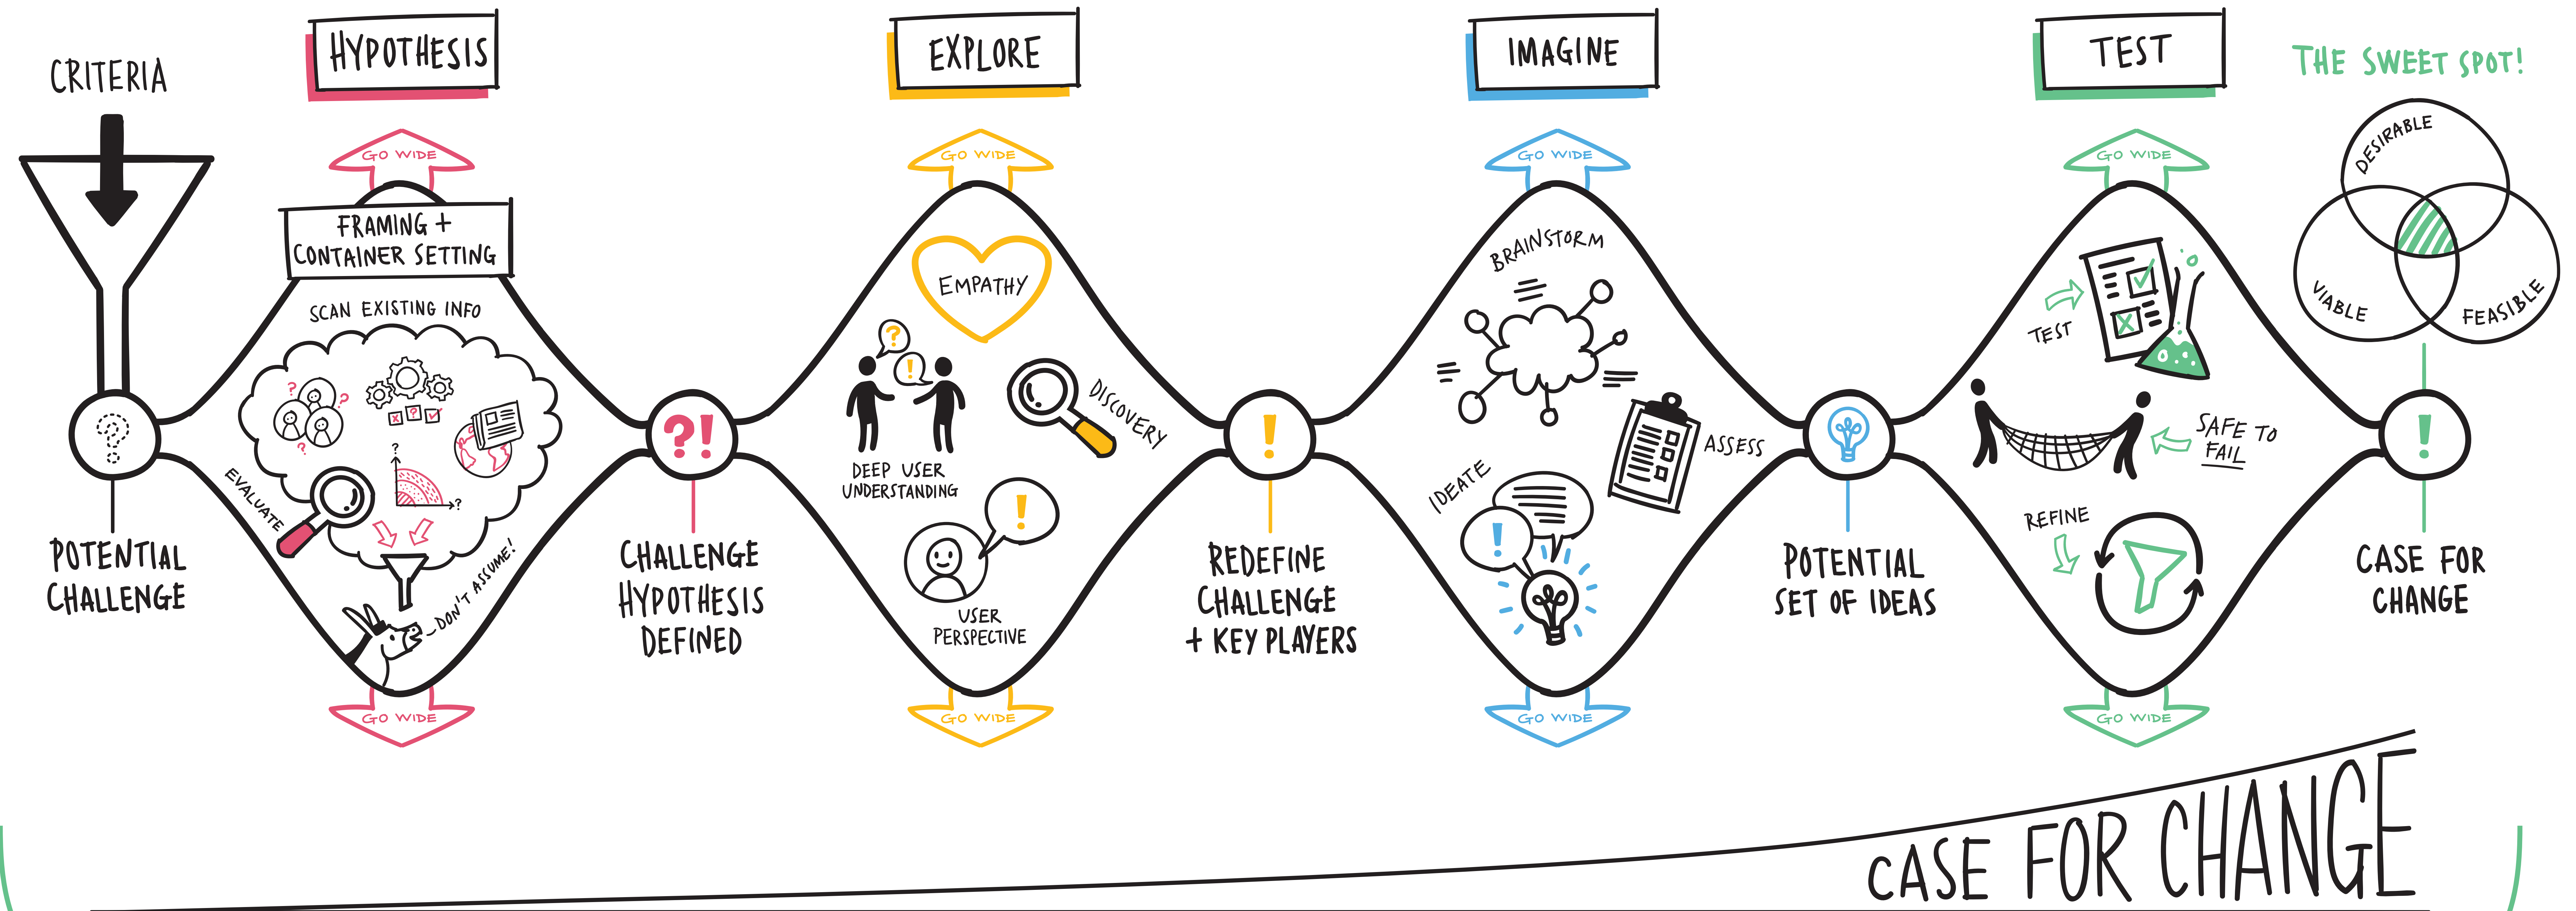 CRITERIA
POTENTIAL
CHALLENGE
HYPOTHESIS
GO WIDE
FRAMING +
CONTAINER SETTING
SCAN EXISTING INFO
?
?
?
X ? ✓
?
?
EVALUATE
DON'T ASSUME!
GO WIDE
?
?!
CHALLENGE
HYPOTHESIS
DEFINED
EXPLORE
GO WIDE
EMPATHY
?
!
DEEP USER
UNDERSTANDING
DISCOVERY
!
USER
PERSPECTIVE
GO WIDE
!
REDEFINE
CHALLENGE
+ KEY PLAYERS
IMAGINE
GO WIDE
BRAINSTORM
ASSESS
IDEATE
!
GO WIDE
POTENTIAL
SET OF IDEAS
TEST
GO WIDE
TEST
SAFE TO
FAIL
REFINE
GO WIDE
THE SWEET SPOT!
DESIRABLE
VIABLE
FEASIBLE
!
CASE FOR
CHANGE
CASE FOR CHANGE